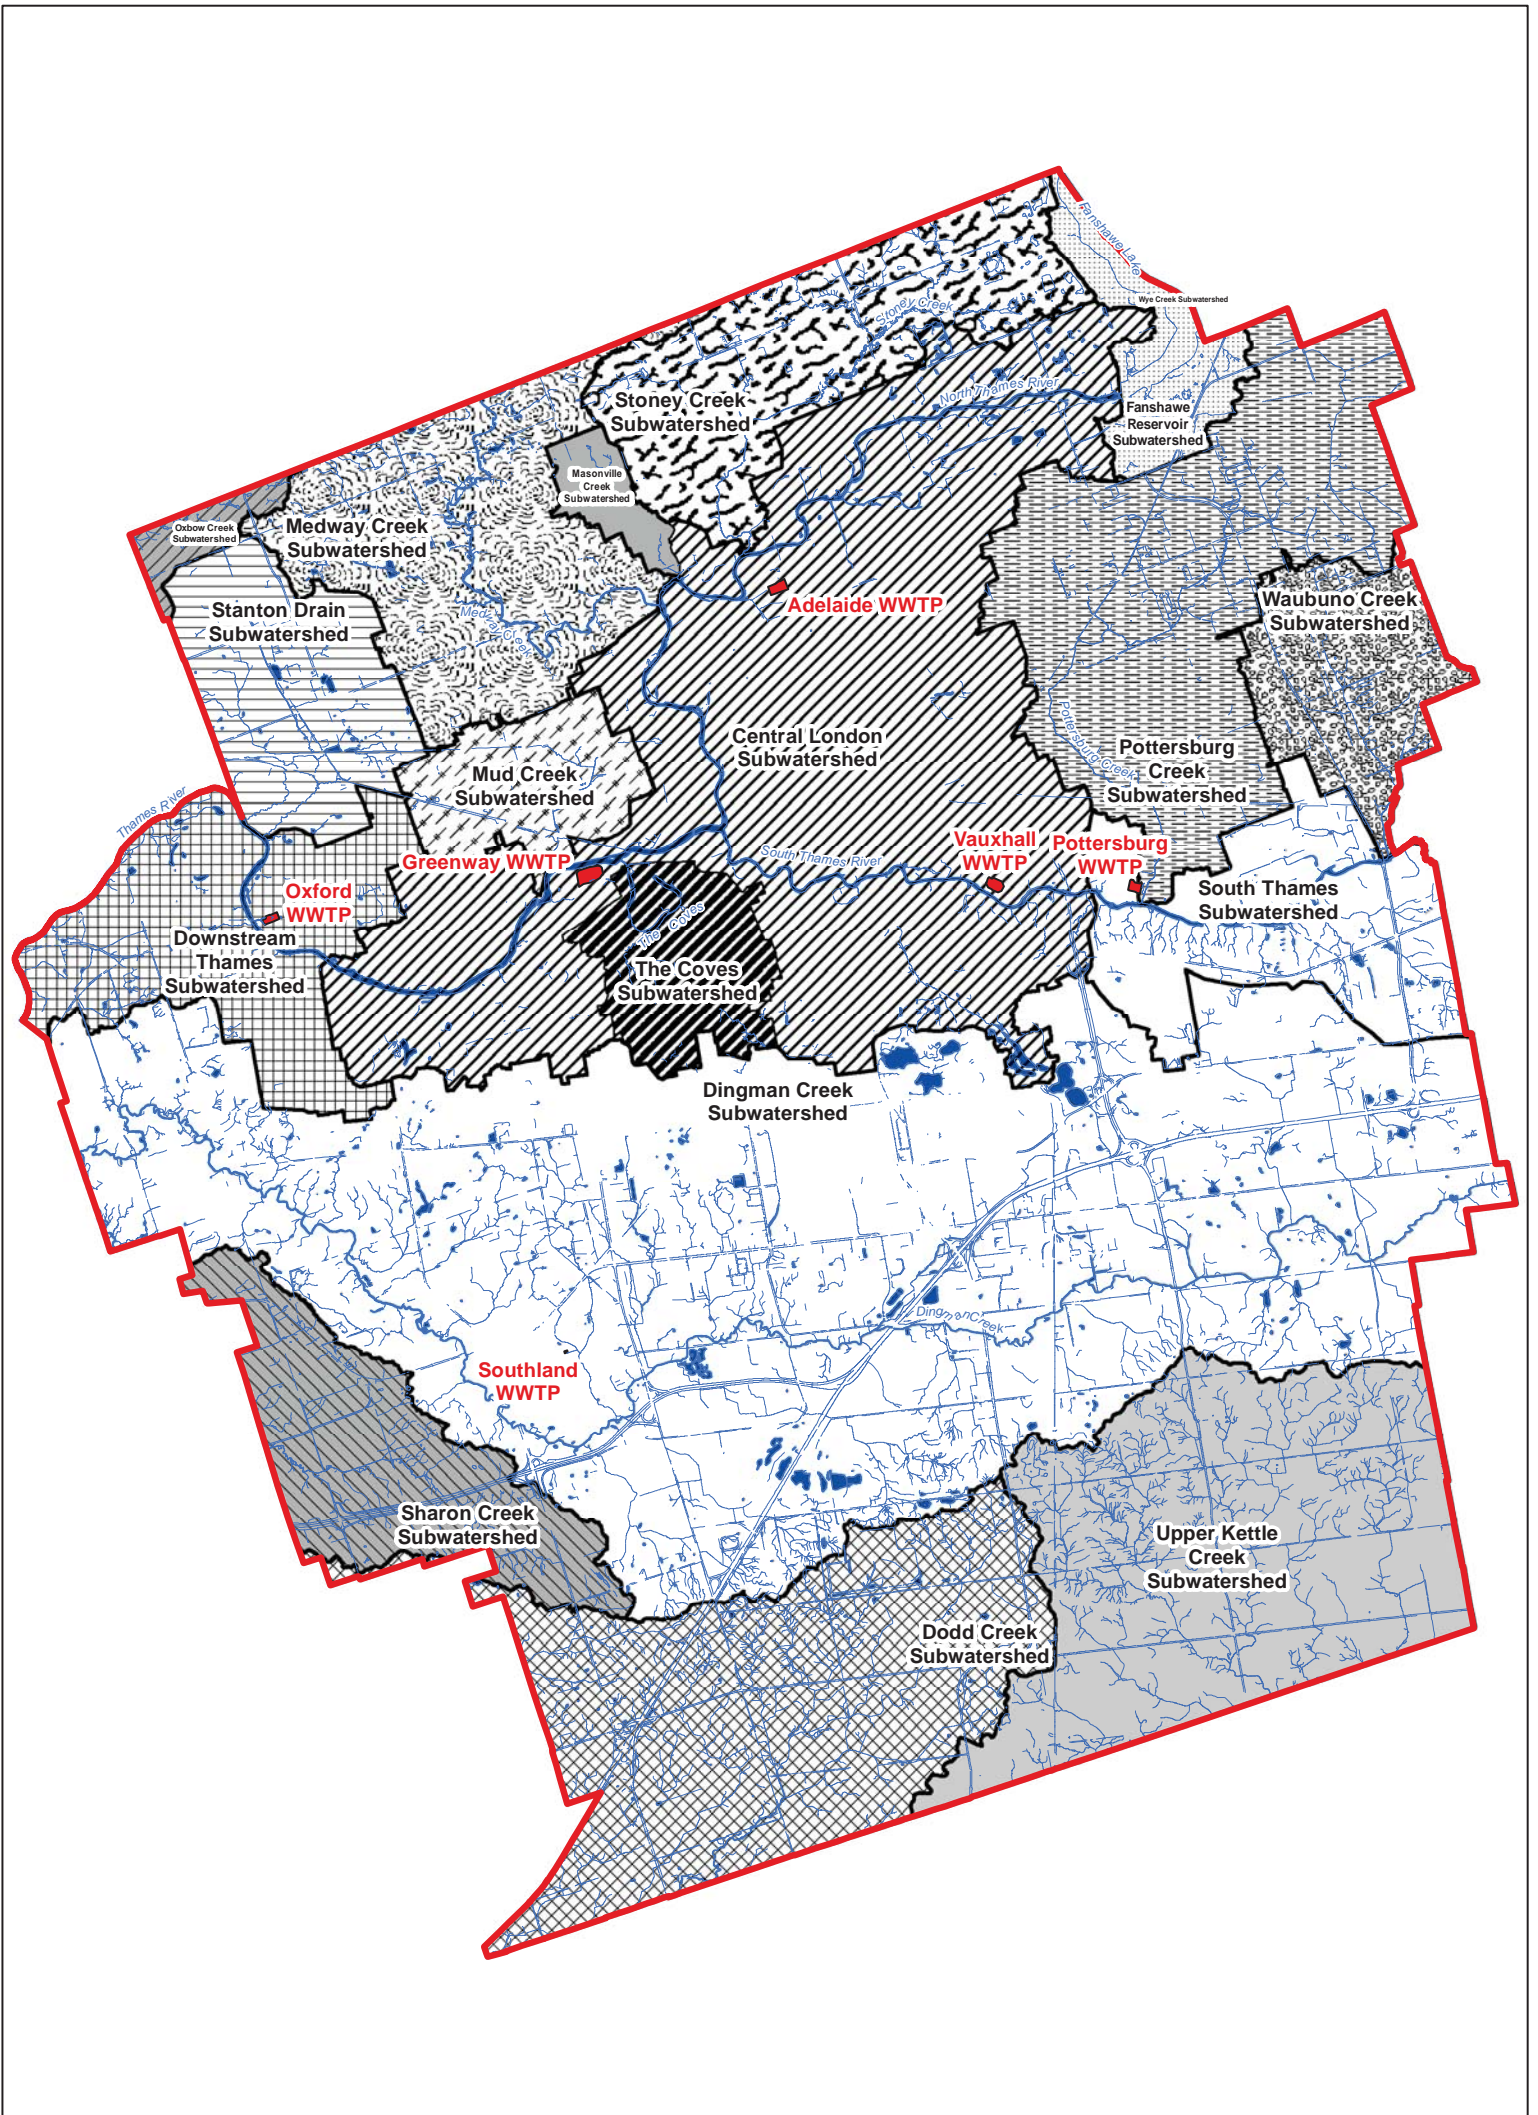 Fanshawe Lake
Wye Creek Subwatershed
Stoney Creek
North Thames River
Stoney Creek
Subwatershed
Fanshawe
Reservoir
Subwatershed
Masonville
Creek
Subwatershed
Oxbow Creek
Subwatershed
Medway Creek
Subwatershed
Stanton Drain
Subwatershed
Medway Creek
Adelaide WWTP
Waubuno Creek
Subwatershed
Central London
Subwatershed
Pottersburg Creek
Pottersburg
Creek
Subwatershed
Mud Creek
Subwatershed
Thames River
Greenway WWTP
South Thames River
Vauxhall
WWTP
Pottersburg
WWTP
Oxford
WWTP
South Thames
Subwatershed
The Coves
Downstream
Thames
Subwatershed
The Coves
Subwatershed
Dingman Creek
Subwatershed
Dingman Creek
Southland
WWTP
Sharon Creek
Subwatershed
Upper Kettle
Creek
Subwatershed
Dodd Creek
Subwatershed